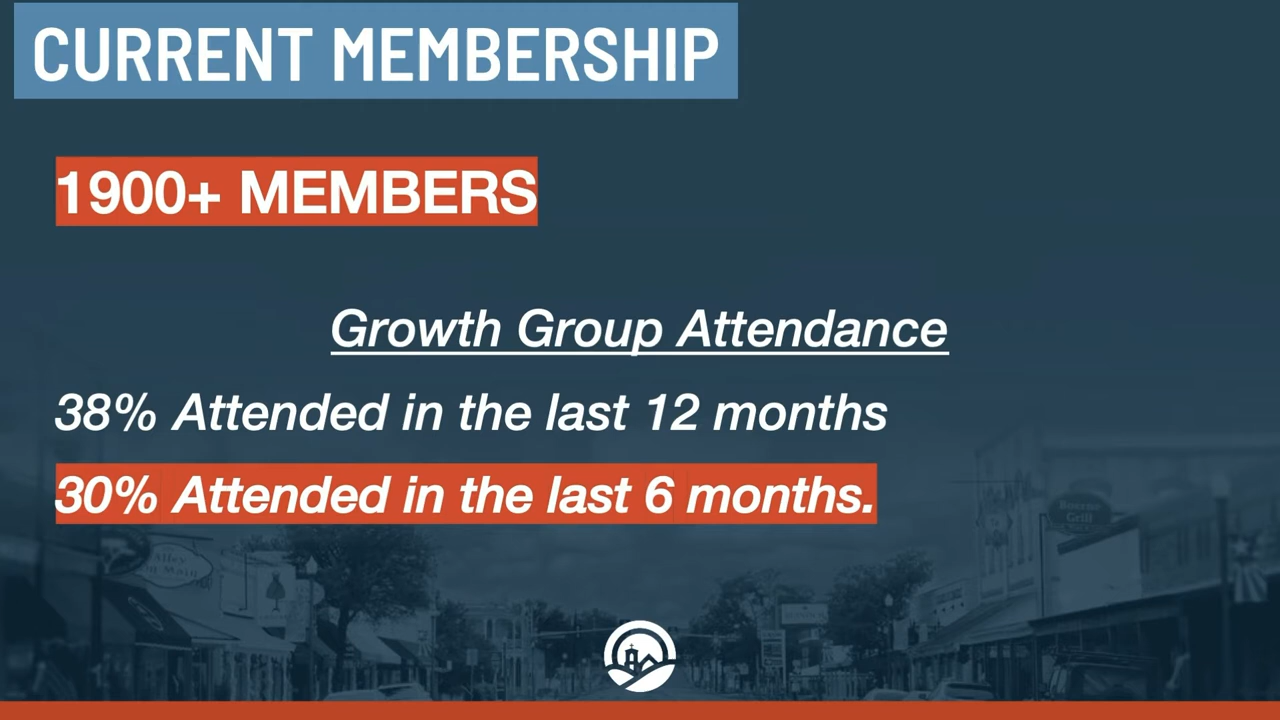 CURRENT MEMBERSHIP
1900+ MEMBERS
Growth Group Attendance
38% Attended in the last 12 months
30% Attended in the last 6 months.
Grill